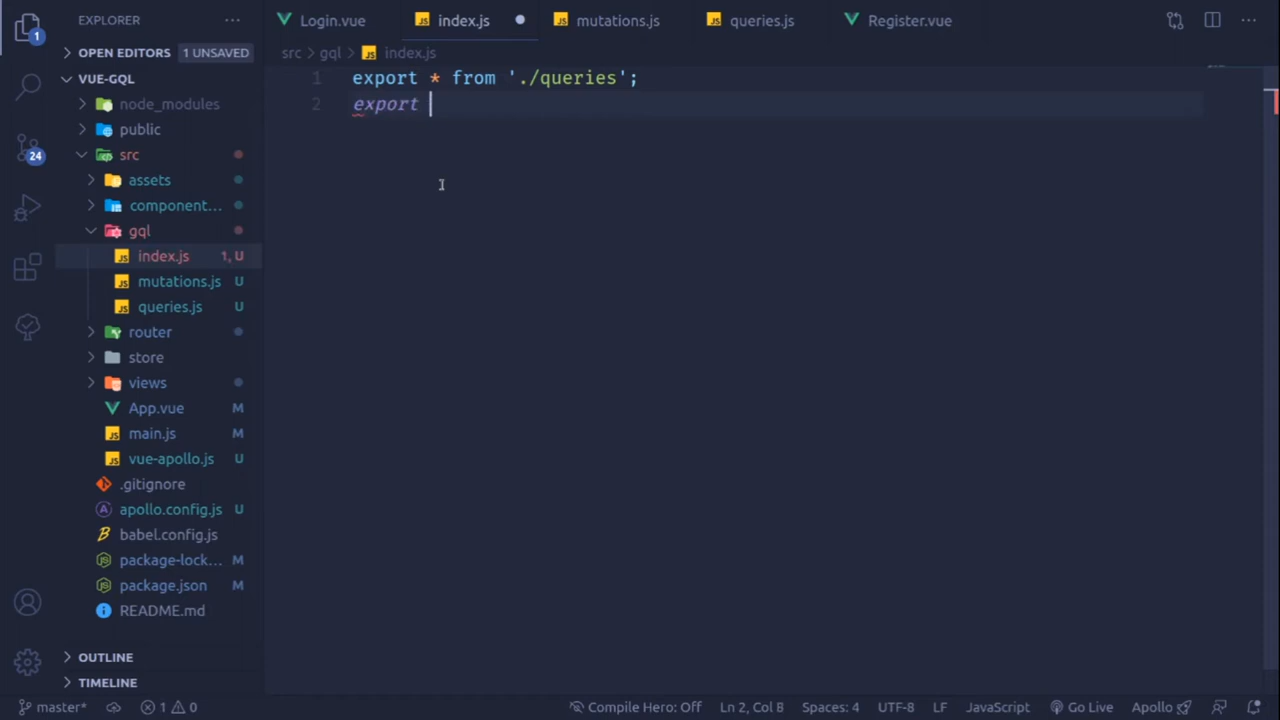 EXPLORER
Login.vue
index.js
mutations.js
queries.js
Register.vue
OPEN EDITORS 1 UNSAVED
src > gql > index.js
VUE-GQL
1 export * from './queries';
node_modules
2 export
public
src
assets
component...
gql
index.js 1, U
mutations.js U
queries.js U
router
store
views
App.vue M
main.js M
vue-apollo.js U
.gitignore
apollo.config.js U
babel.config.js
package-lock... M
package.json M
README.md
OUTLINE
TIMELINE
1
24
master* 1 0 Compile Hero: Off Ln 2, Col 8 Spaces: 4 UTF-8 LF JavaScript Go Live Apollo